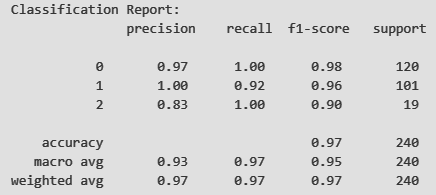 Classification Report:
precision recall f1-score support
0 0.97 1.00 0.98 120
1 1.00 0.92 0.96 101
2 0.83 1.00 0.90 19
accuracy 0.97 240
macro avg 0.93 0.97 0.95 240
weighted avg 0.97 0.97 0.97 240